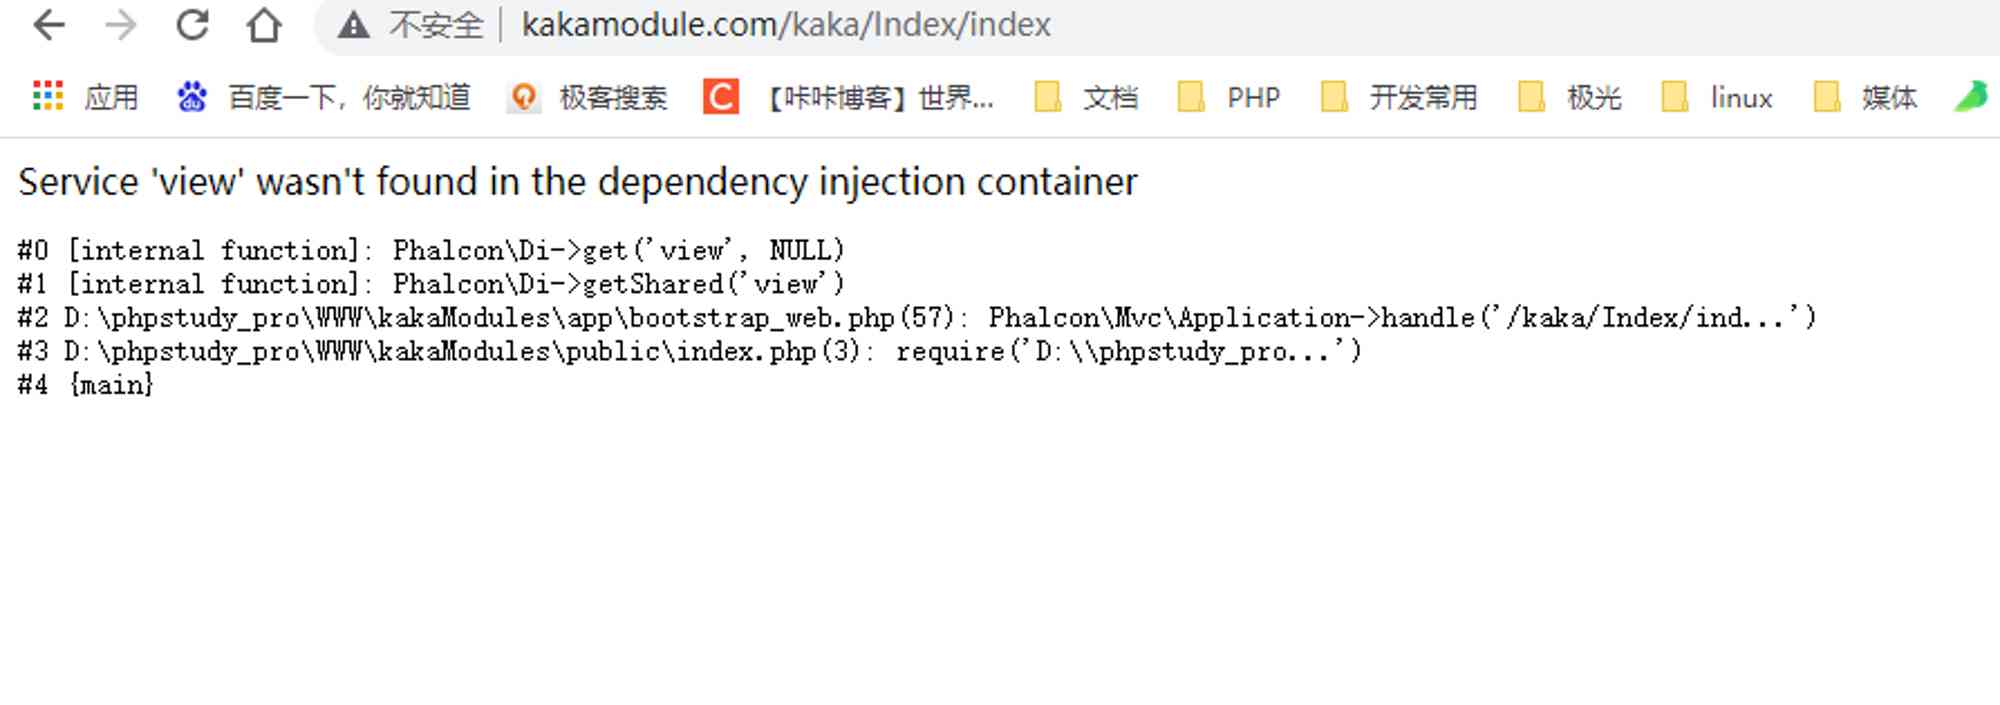 不安全 kakamodule.com/kaka/Index/index
应用 百度一下，你就知道 极客搜索 C 【咔咔博客】世界... 文档 PHP 开发常用 极光 linux 媒体
Service 'view' wasn't found in the dependency injection container
#0 [internal function]: Phalcon\Di->get('view', NULL)
#1 [internal function]: Phalcon\Di->getShared('view')
#2 D:\phpstudy_pro\WWW\kakaModules\app\bootstrap_web.php(57): Phalcon\Mvc\Application->handle('/kaka/Index/ind...')
#3 D:\phpstudy_pro\WWW\kakaModules\public\index.php(3): require('D:\\phpstudy_pro...')
#4 {main}